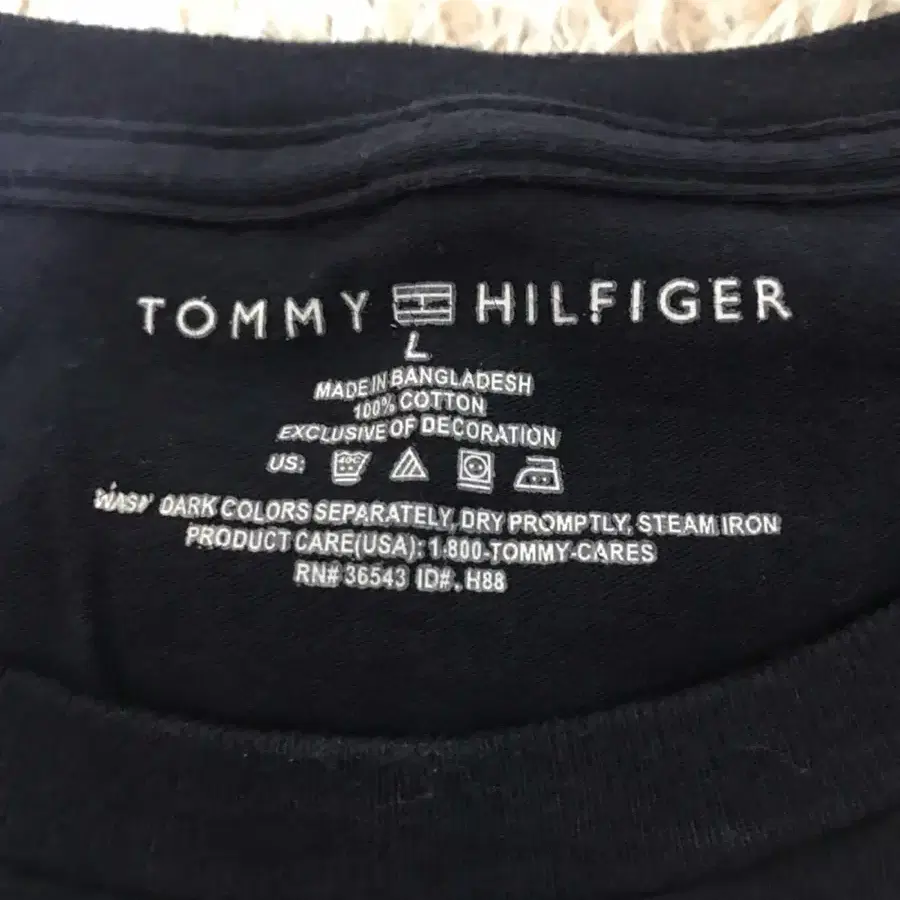 TOMMY HILFIGER
L
MADE IN BANGLADESH
100% COTTON
EXCLUSIVE OF DECORATION
US: 40C
WASH DARK COLORS SEPARATELY, DRY PROMPTLY, STEAM IRON
PRODUCT CARE(USA): 1-800-TOMMY-CARES
RN# 36543 ID#. H88